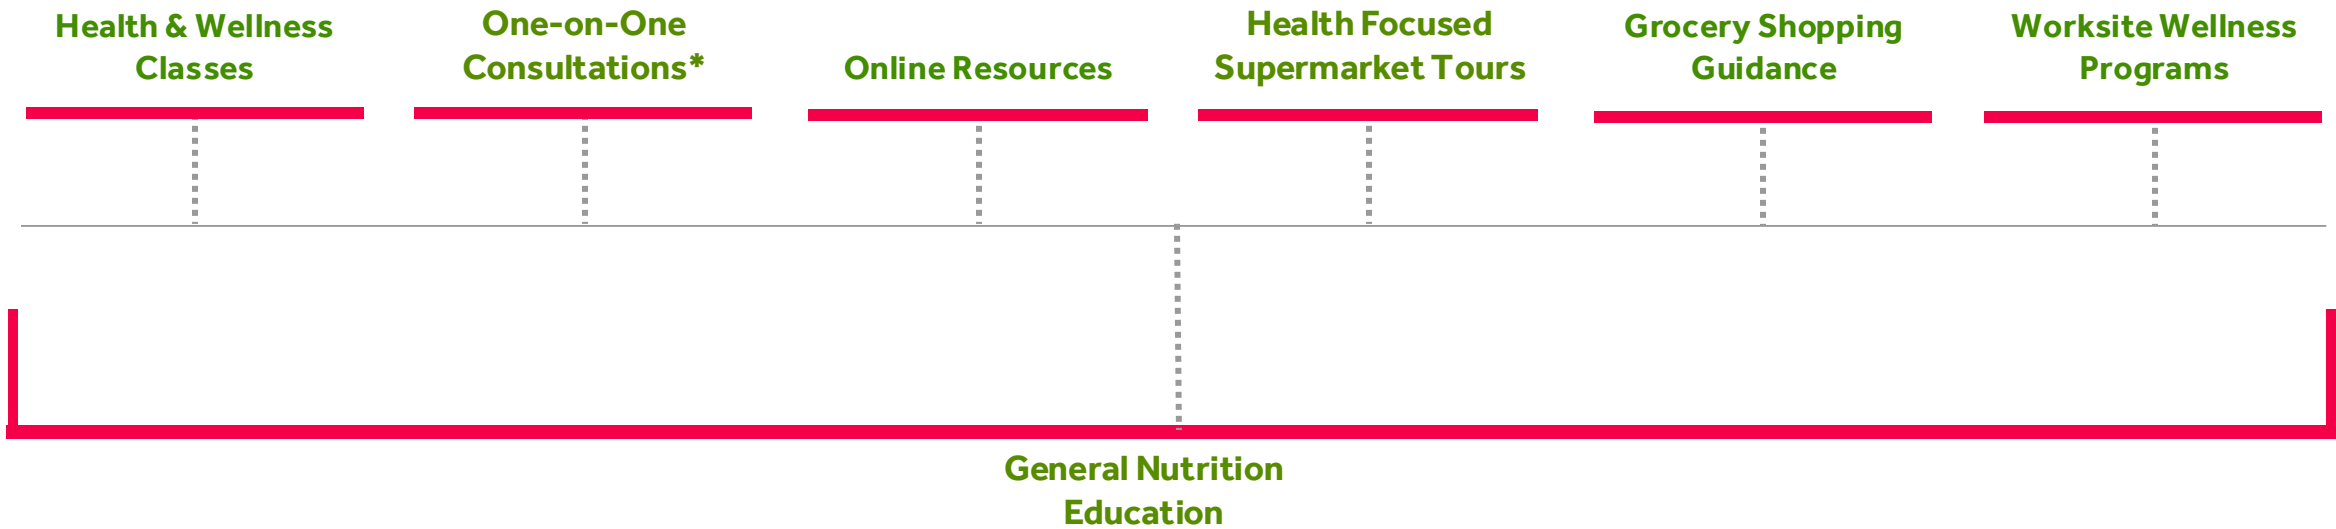 Health & Wellness
Classes
One-on-One
Consultations*
Online Resources
Health Focused
Supermarket Tours
Grocery Shopping
Guidance
Worksite Wellness
Programs
General Nutrition
Education